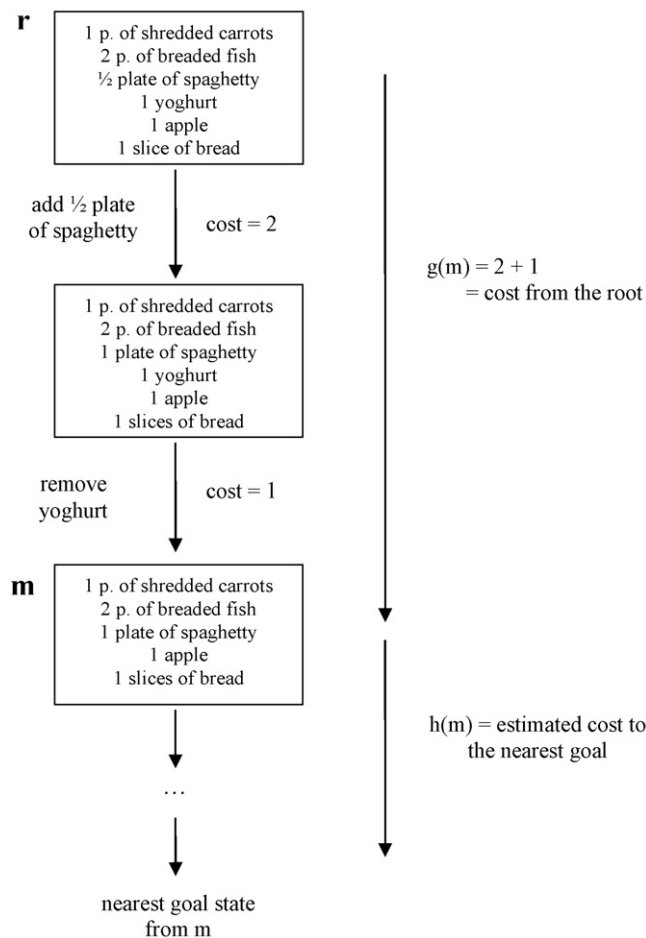 r
1 p. of shredded carrots
2 p. of breaded fish
½ plate of spaghetty
1 yoghurt
1 apple
1 slice of bread
add ½ plate
of spaghetty
cost = 2
g(m) = 2 + 1
= cost from the root
1 p. of shredded carrots
2 p. of breaded fish
1 plate of spaghetty
1 yoghurt
1 apple
1 slices of bread
remove
yoghurt
cost = 1
m
1 p. of shredded carrots
2 p. of breaded fish
1 plate of spaghetty
1 apple
1 slices of bread
h(m) = estimated cost to
the nearest goal
…
nearest goal state
from m